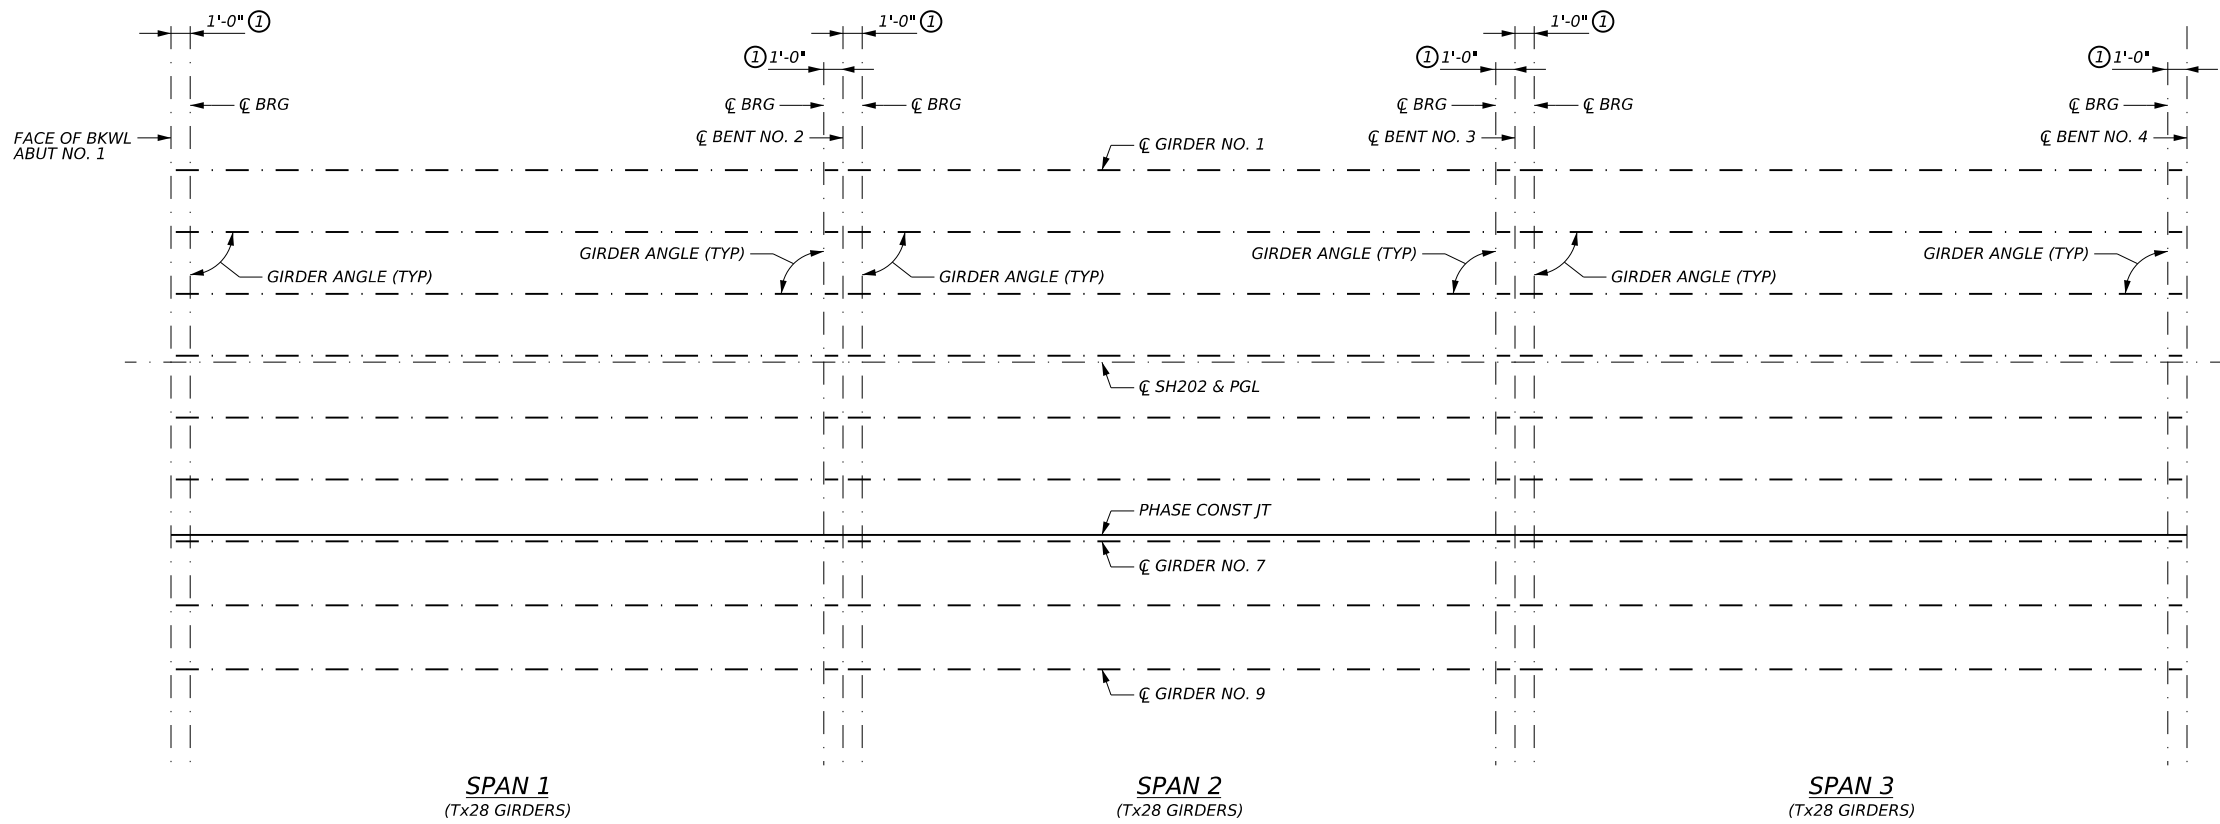 1'-0" ①
1'-0" ①
1'-0" ①
① 1'-0"
① 1'-0"
① 1'-0"
℄ BRG
℄ BRG
℄ BRG
℄ BRG
℄ BRG
℄ BRG
FACE OF BKWL
ABUT NO. 1
℄ BENT NO. 2
℄ BENT NO. 3
℄ BENT NO. 4
℄ GIRDER NO. 1
GIRDER ANGLE (TYP)
GIRDER ANGLE (TYP)
GIRDER ANGLE (TYP)
GIRDER ANGLE (TYP)
GIRDER ANGLE (TYP)
GIRDER ANGLE (TYP)
℄ SH202 & PGL
PHASE CONST JT
℄ GIRDER NO. 7
℄ GIRDER NO. 9
SPAN 1
(Tx28 GIRDERS)
SPAN 2
(Tx28 GIRDERS)
SPAN 3
(Tx28 GIRDERS)